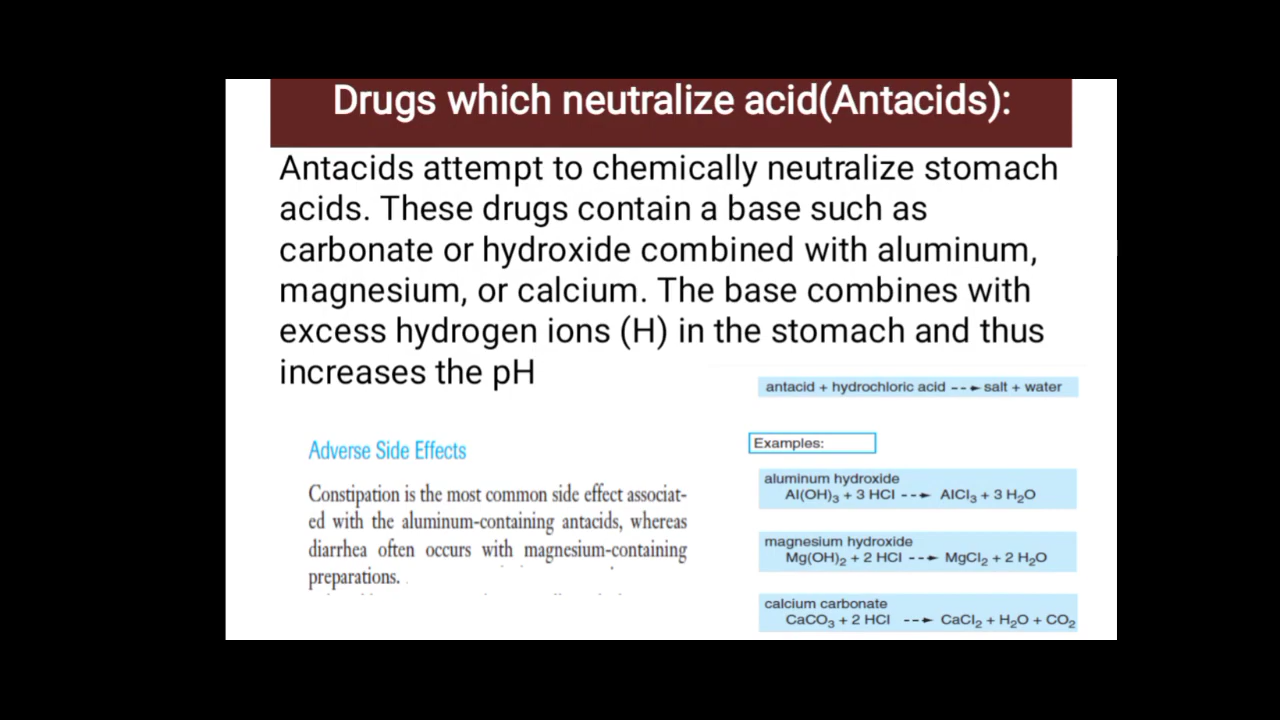 Drugs which neutralize acid(Antacids):
Antacids attempt to chemically neutralize stomach
acids. These drugs contain a base such as
carbonate or hydroxide combined with aluminum,
magnesium, or calcium. The base combines with
excess hydrogen ions (H) in the stomach and thus
increases the pH
Adverse Side Effects
Constipation is the most common side effect associat-
ed with the aluminum-containing antacids, whereas
diarrhea often occurs with magnesium-containing
preparations.
antacid + hydrochloric acid --► salt + water
Examples:
aluminum hydroxide
Al(OH)₃ + 3 HCl --► AlCl₃ + 3 H₂O
magnesium hydroxide
Mg(OH)₂ + 2 HCl --► MgCl₂ + 2 H₂O
calcium carbonate
CaCO₃ + 2 HCl --► CaCl₂ + H₂O + CO₂